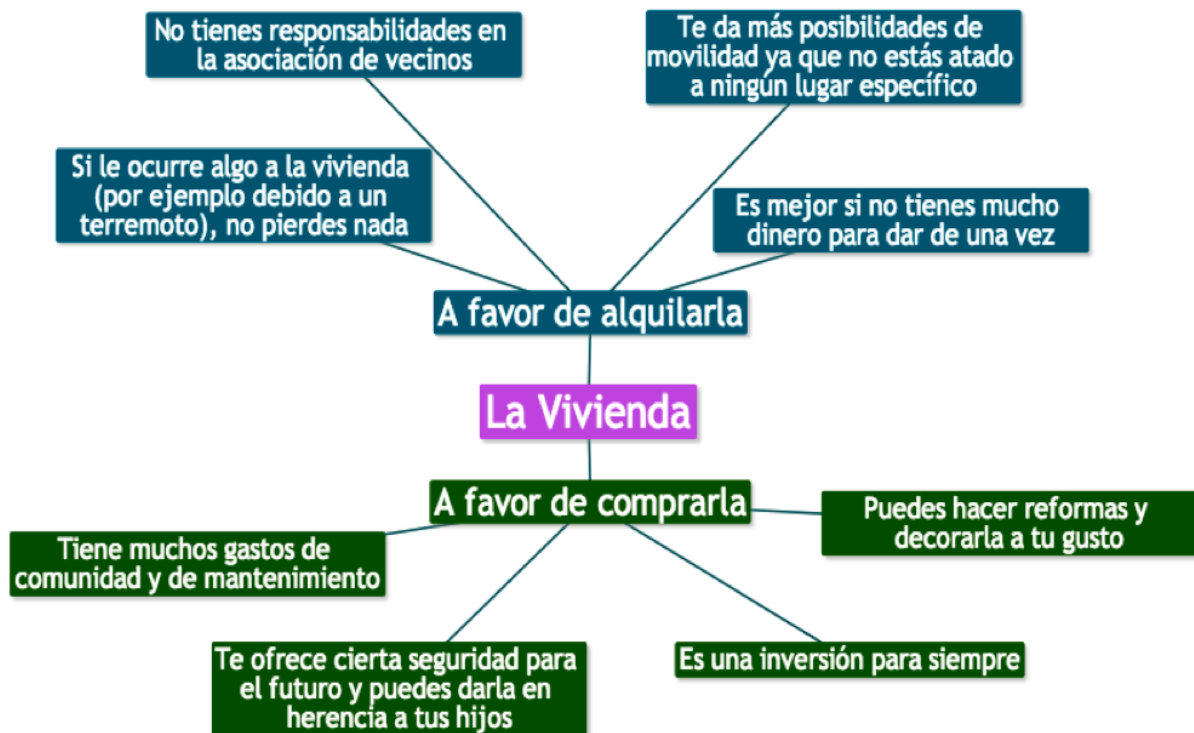 No tienes responsabilidades en
la asociación de vecinos
Te da más posibilidades de
movilidad ya que no estás atado
a ningún lugar específico
Si le ocurre algo a la vivienda
(por ejemplo debido a un
terremoto), no pierdes nada
Es mejor si no tienes mucho
dinero para dar de una vez
A favor de alquilarla
La Vivienda
A favor de comprarla
Puedes hacer reformas y
decorarla a tu gusto
Tiene muchos gastos de
comunidad y de mantenimiento
Te ofrece cierta seguridad para
el futuro y puedes darla en
herencia a tus hijos
Es una inversión para siempre